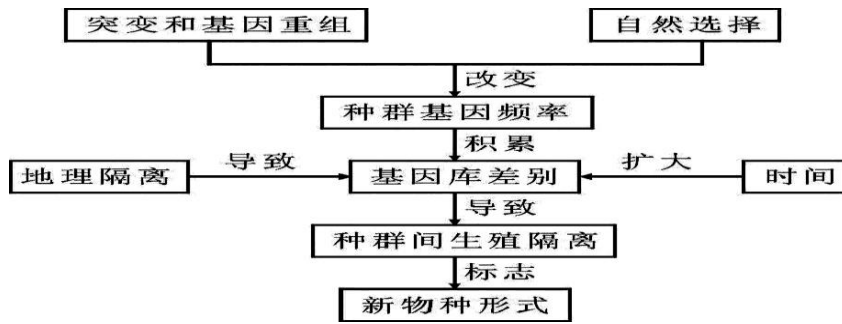 突变和基因重组 自然选择
改变
种群基因频率
积累
地理隔离 导致 基因库差别 扩大 时间
导致
种群间生殖隔离
标志
新物种形式